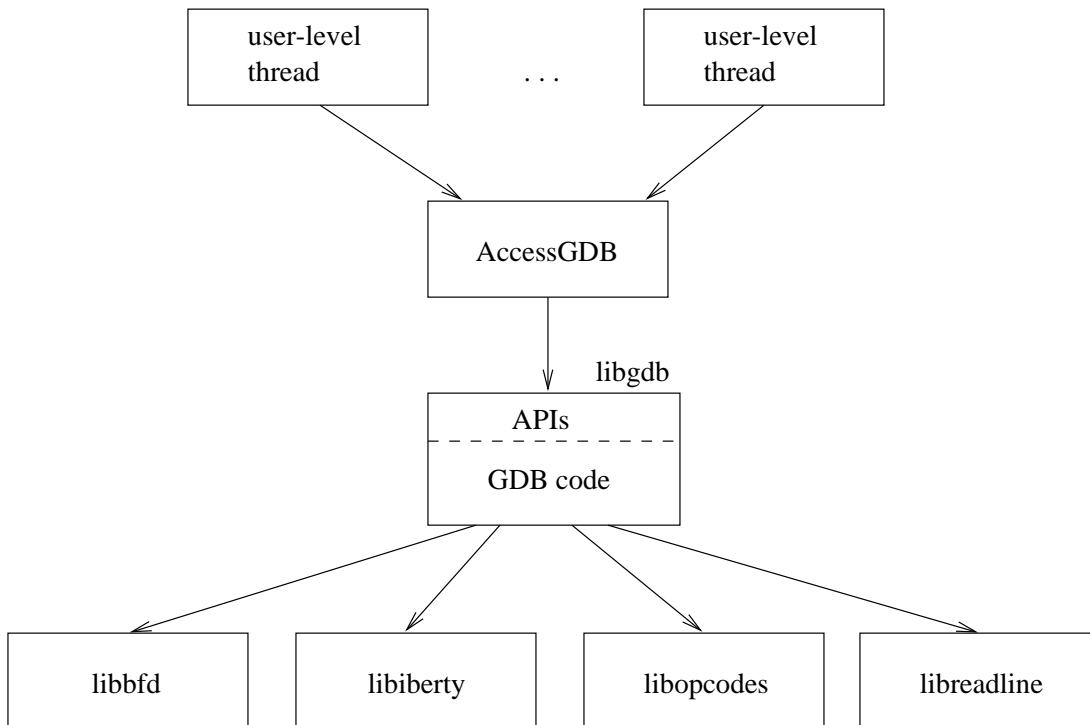 user-level
thread
. . .
user-level
thread
AccessGDB
libgdb
APIs
GDB code
libbfd
libiberty
libopcodes
libreadline